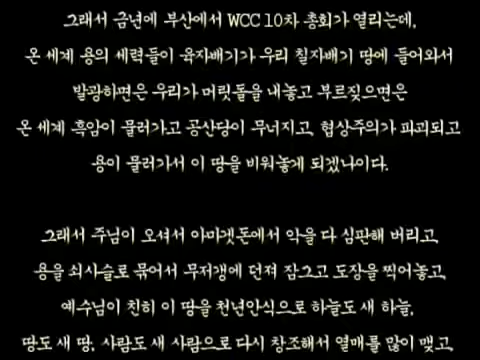 그래서 금년에 부산에서 WCC 10차 총회가 열리는데,
온 세계 용의 세력들이 육자배기가 우리 칠자배기 땅에 들어와서
발광하면은 우리가 머릿돌을 내놓고 부르짖으면은
온 세계 흑암이 물러가고 공산당이 무너지고, 협상주의가 파괴되고
용이 물러가서 이 땅을 비워놓게 되겠나이다.
그래서 주님이 오셔서 아마겟돈에서 악을 다 심판해 버리고,
용을 쇠사슬로 묶어서 무저갱에 던져 잠그고 도장을 찍어놓고,
예수님이 친히 이 땅을 천년안식으로 하늘도 새 하늘,
땅도 새 땅, 사람도 새 사람으로 다시 창조해서 열매를 많이 맺고,